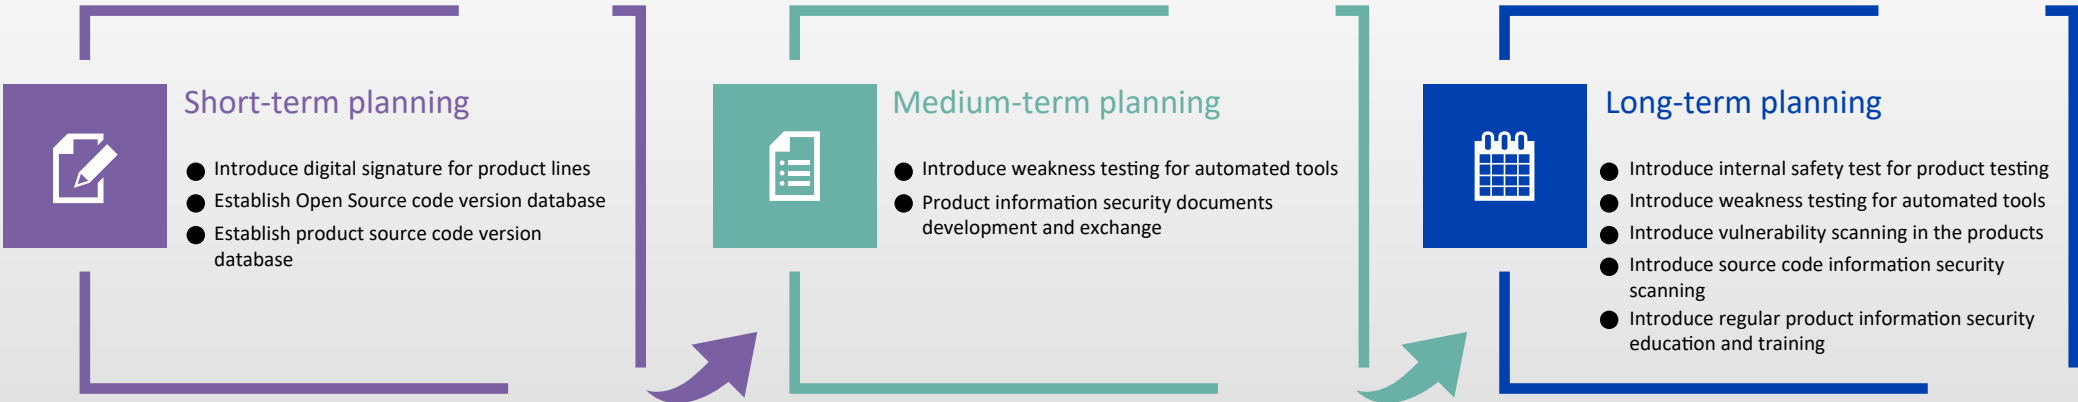 Short-term planning
● Introduce digital signature for product lines
● Establish Open Source code version database
● Establish product source code version
database
Medium-term planning
● Introduce weakness testing for automated tools
● Product information security documents
development and exchange
Long-term planning
● Introduce internal safety test for product testing
● Introduce weakness testing for automated tools
● Introduce vulnerability scanning in the products
● Introduce source code information security
scanning
● Introduce regular product information security
education and training